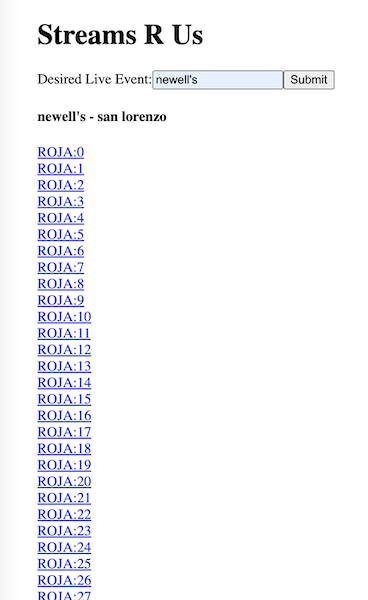 Streams R Us
Desired Live Event: newell's Submit
newell's - san lorenzo
ROJA:0
ROJA:1
ROJA:2
ROJA:3
ROJA:4
ROJA:5
ROJA:6
ROJA:7
ROJA:8
ROJA:9
ROJA:10
ROJA:11
ROJA:12
ROJA:13
ROJA:14
ROJA:15
ROJA:16
ROJA:17
ROJA:18
ROJA:19
ROJA:20
ROJA:21
ROJA:22
ROJA:23
ROJA:24
ROJA:25
ROJA:26
ROJA:27